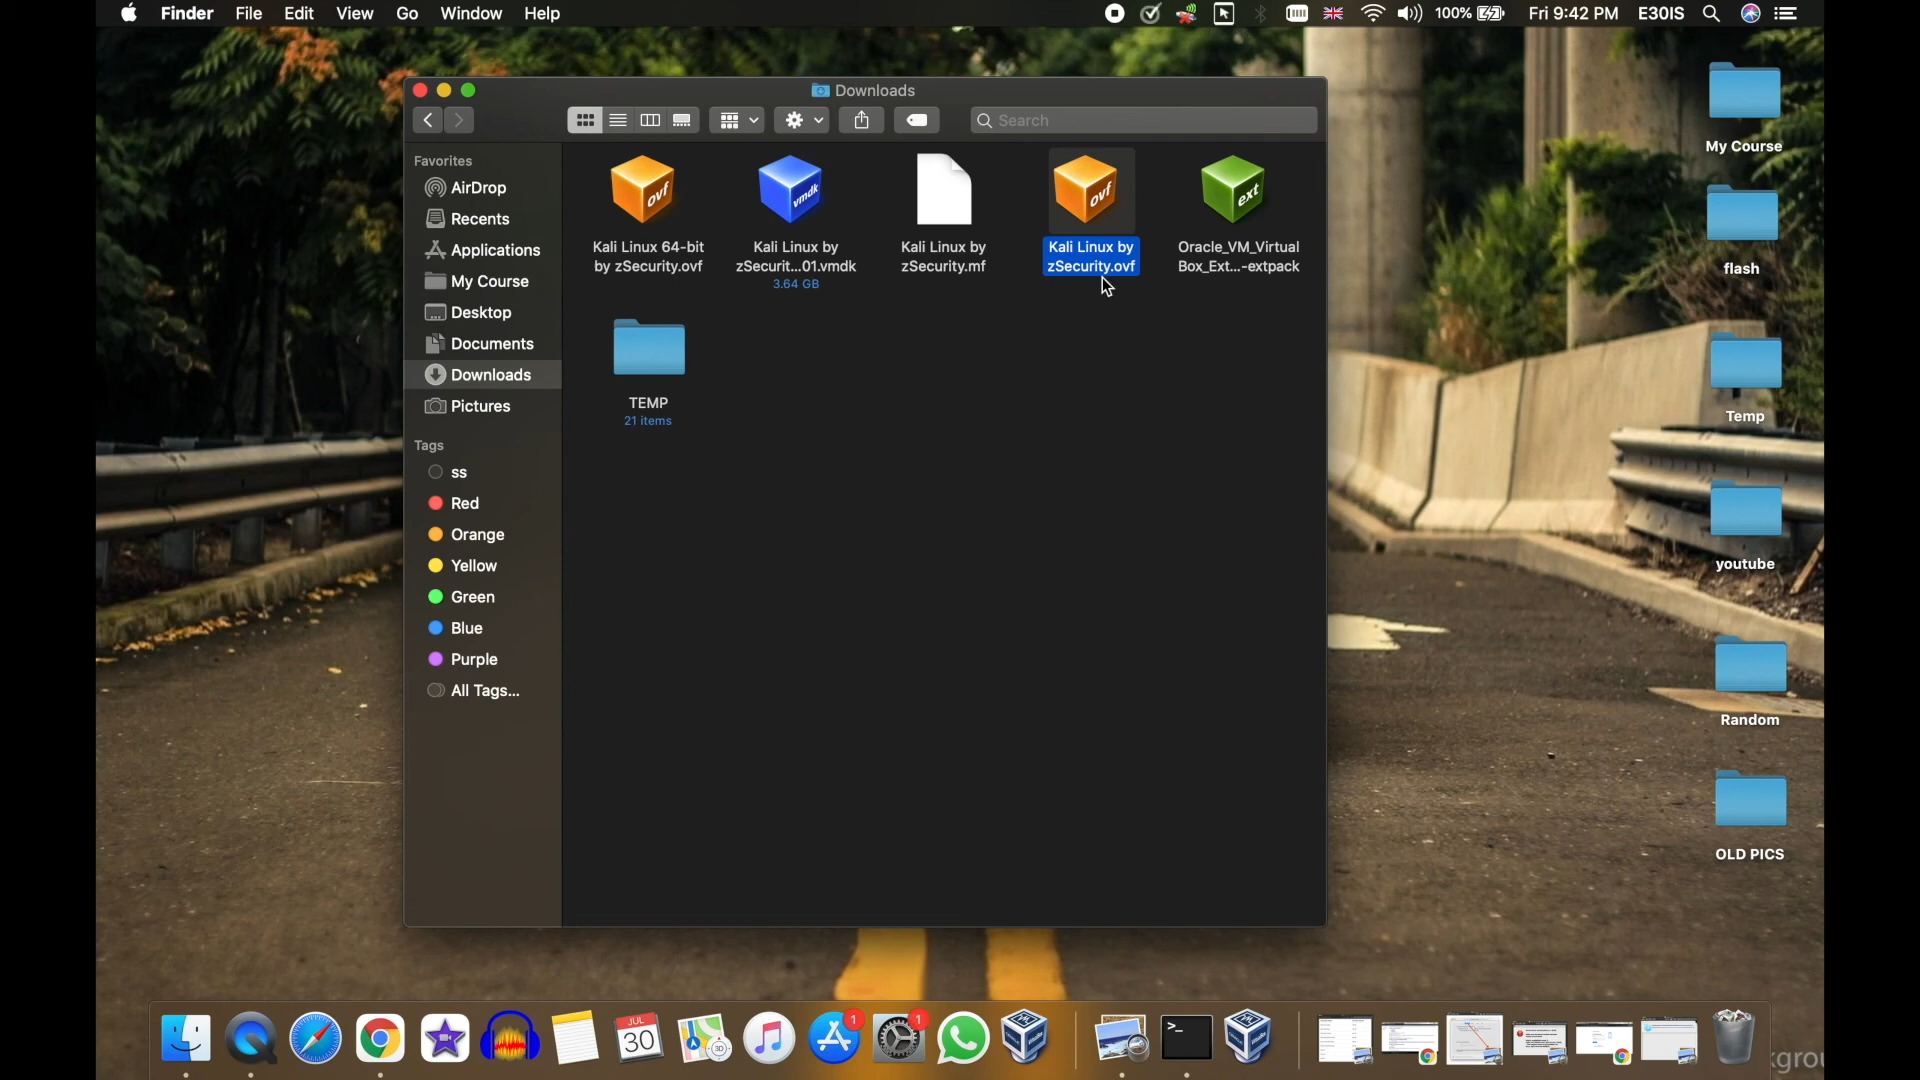 Finder File Edit View Go Window Help
100% Fri 9:42 PM E30IS
Downloads
Search
Favorites
AirDrop
Recents
Applications
My Course
Desktop
Documents
Downloads
Pictures
Tags
ss
Red
Orange
Yellow
Green
Blue
Purple
All Tags...
ovf
Kali Linux 64-bit
by zSecurity.ovf
vmdk
Kali Linux by
zSecurit...01.vmdk
3.64 GB
Kali Linux by
zSecurity.mf
ovf
Kali Linux by
zSecurity.ovf
ext
Oracle_VM_Virtual
Box_Ext...-extpack
TEMP
21 items
My Course
flash
Temp
youtube
Random
OLD PICS
JUL
30
3D
1
1
>_